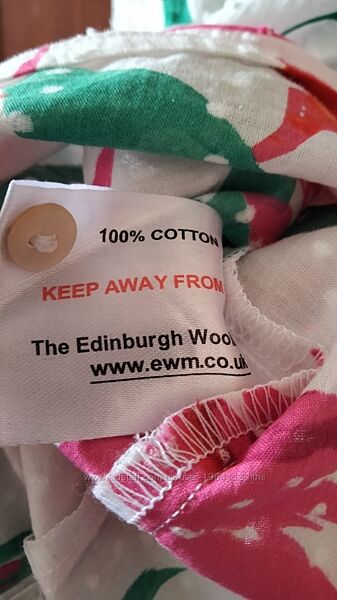 100% COTTON
KEEP AWAY FROM
The Edinburgh Wool
www.ewm.co.uk